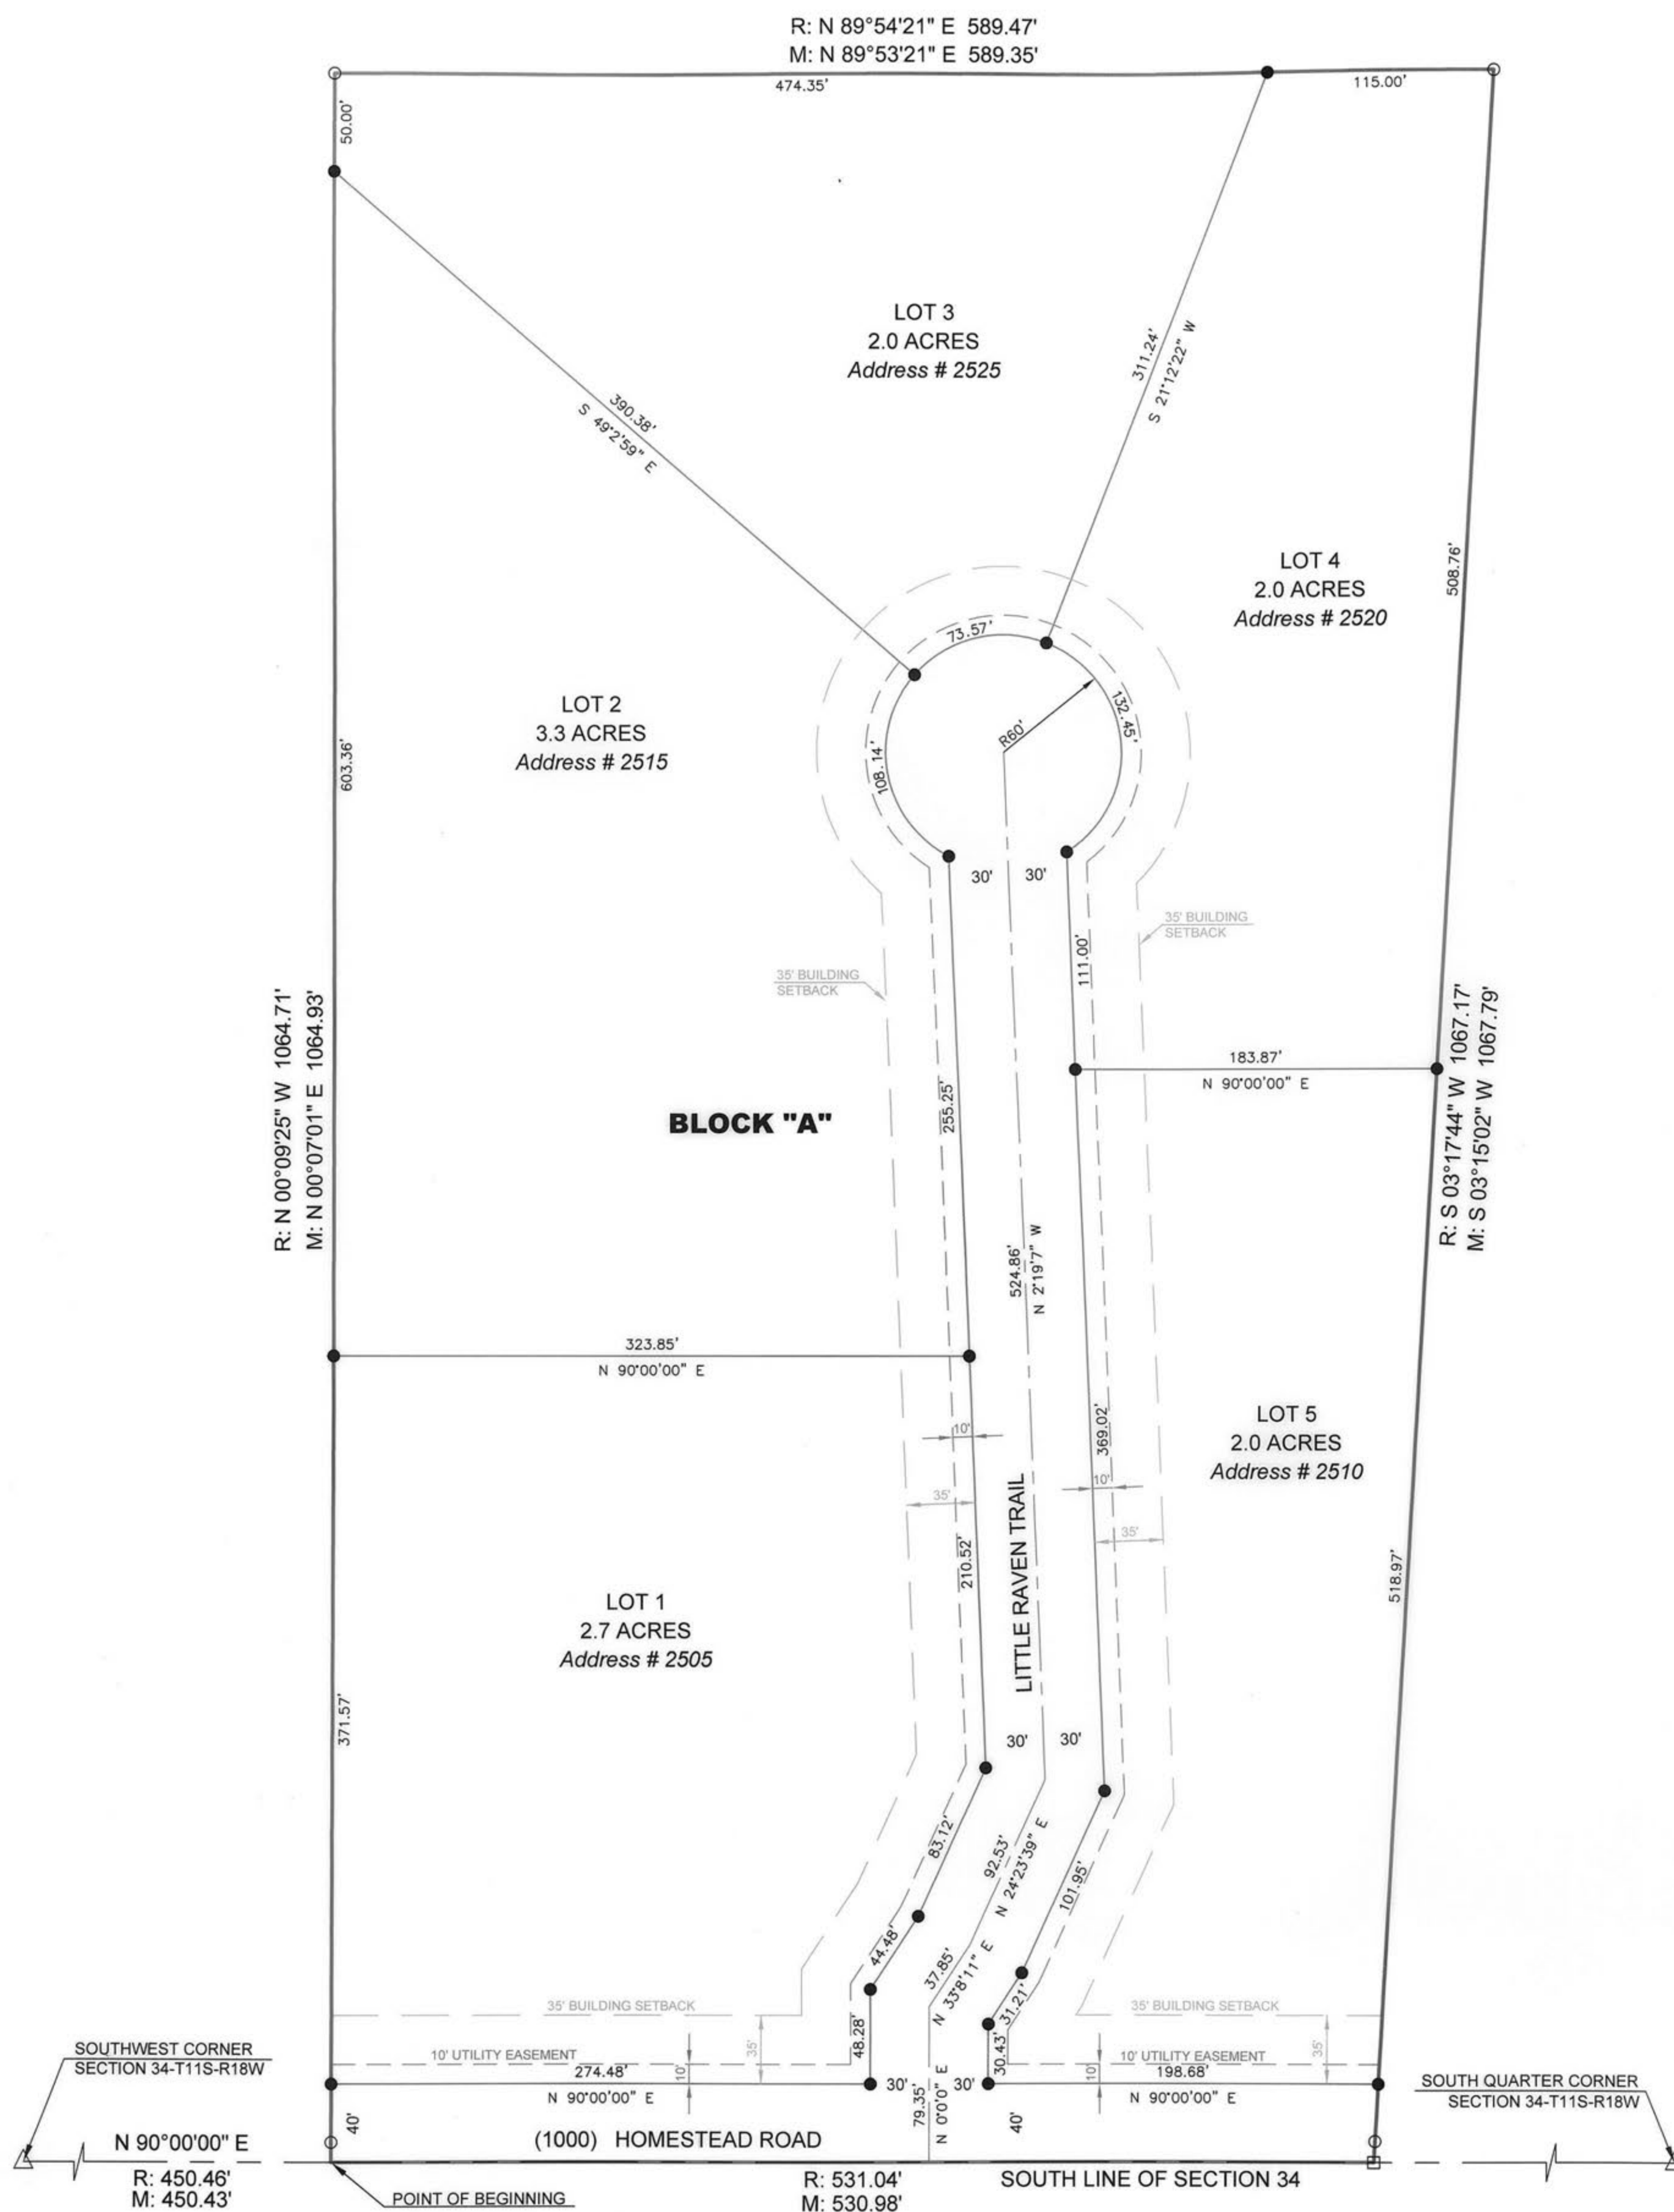 R: N 89°54'21" E 589.47'
M: N 89°53'21" E 589.35'
474.35'
115.00'
50.00'
LOT 3
2.0 ACRES
Address # 2525
311.24'
S 21°12'22" W
390.38'
S 49°2'59" E
LOT 4
2.0 ACRES
Address # 2520
508.76'
73.57'
132.45'
R60'
108.14'
LOT 2
3.3 ACRES
Address # 2515
603.36'
30'
30'
35' BUILDING
SETBACK
111.00'
35' BUILDING
SETBACK
R: N 00°09'25" W 1064.71'
M: N 00°07'01" E 1064.93'
183.87'
N 90°00'00" E
R: S 03°17'44" W 1067.17'
M: S 03°15'02" W 1067.79'
BLOCK "A"
255.25'
524.86'
N 2°19'7" W
323.85'
N 90°00'00" E
10'
369.02'
LOT 5
2.0 ACRES
Address # 2510
10'
35'
35'
210.52'
LITTLE RAVEN TRAIL
518.97'
LOT 1
2.7 ACRES
Address # 2505
371.57'
30'
30'
83.12'
92.53'
N 24°23'39" E
101.95'
44.48'
37.85'
N 33°8'11" E
31.21'
35' BUILDING SETBACK
35' BUILDING SETBACK
48.28'
30.43'
35'
35'
SOUTHWEST CORNER
SECTION 34-T11S-R18W
10' UTILITY EASEMENT
10' UTILITY EASEMENT
274.48'
10'
N 90°00'00" E
30'
30'
79.35'
N 0°0'0" E
198.68'
10'
N 90°00'00" E
SOUTH QUARTER CORNER
SECTION 34-T11S-R18W
40'
40'
N 90°00'00" E
(1000) HOMESTEAD ROAD
R: 450.46'
M: 450.43'
POINT OF BEGINNING
R: 531.04'
M: 530.98'
SOUTH LINE OF SECTION 34